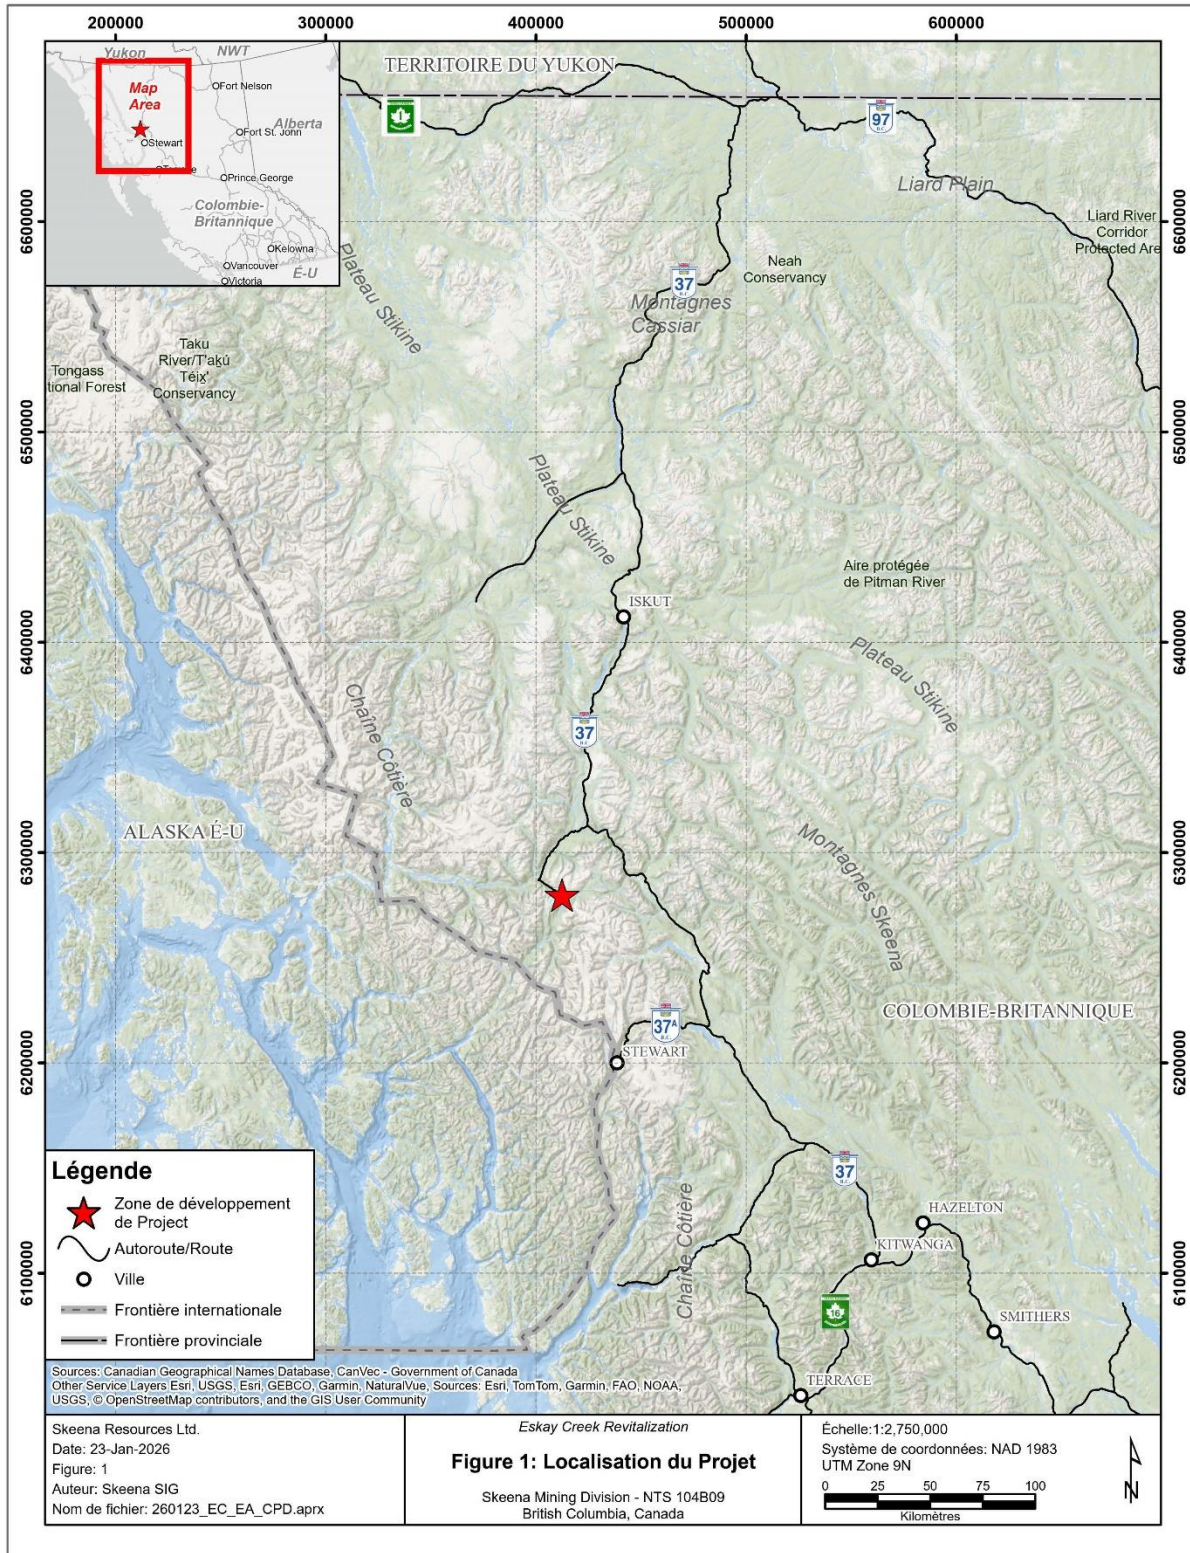 200000 300000 400000 500000 600000
Yukon NWT
Map
Area
Fort Nelson
Alberta
Fort St. John
Stewart
Prince George
Colombie-
Britannique
Kelowna
Vancouver
É-U
Victoria
TERRITOIRE DU YUKON
1
97
B.C.
Liard Plain
Liard River
Corridor
Protected Are
6600000 6600000
Neah
Conservancy
37
B.C.
Montagnes
Cassiar
Plateau Stikine
Taku
River/T'aḵú
Téix̱'
Conservancy
Tongass
tional Forest
6500000 6500000
Plateau Stikine
Aire protégée
de Pitman River
ISKUT
6400000 6400000
Plateau Stikine
Chaîne Côtière
37
B.C.
ALASKA É-U
Montagnes Skeena
6300000 6300000
COLOMBIE-BRITANNIQUE
37A
B.C.
STEWART
6200000 6200000
37
B.C.
Chaîne Côtière
HAZELTON
KITWANGA
6100000 6100000
16
SMITHERS
TERRACE
Légende
Zone de développement
de Project
Autoroute/Route
Ville
Frontière internationale
Frontière provinciale
Sources: Canadian Geographical Names Database, CanVec - Government of Canada
Other Service Layers Esri, USGS, Esri, GEBCO, Garmin, NaturalVue, Sources: Esri, TomTom, Garmin, FAO, NOAA,
USGS, © OpenStreetMap contributors, and the GIS User Community
Skeena Resources Ltd.
Date: 23-Jan-2026
Figure: 1
Auteur: Skeena SIG
Nom de fichier: 260123_EC_EA_CPD.aprx
Eskay Creek Revitalization
Figure 1: Localisation du Projet
Skeena Mining Division - NTS 104B09
British Columbia, Canada
Échelle:1:2,750,000
Système de coordonnées: NAD 1983
UTM Zone 9N
0 25 50 75 100
Kilomètres
N